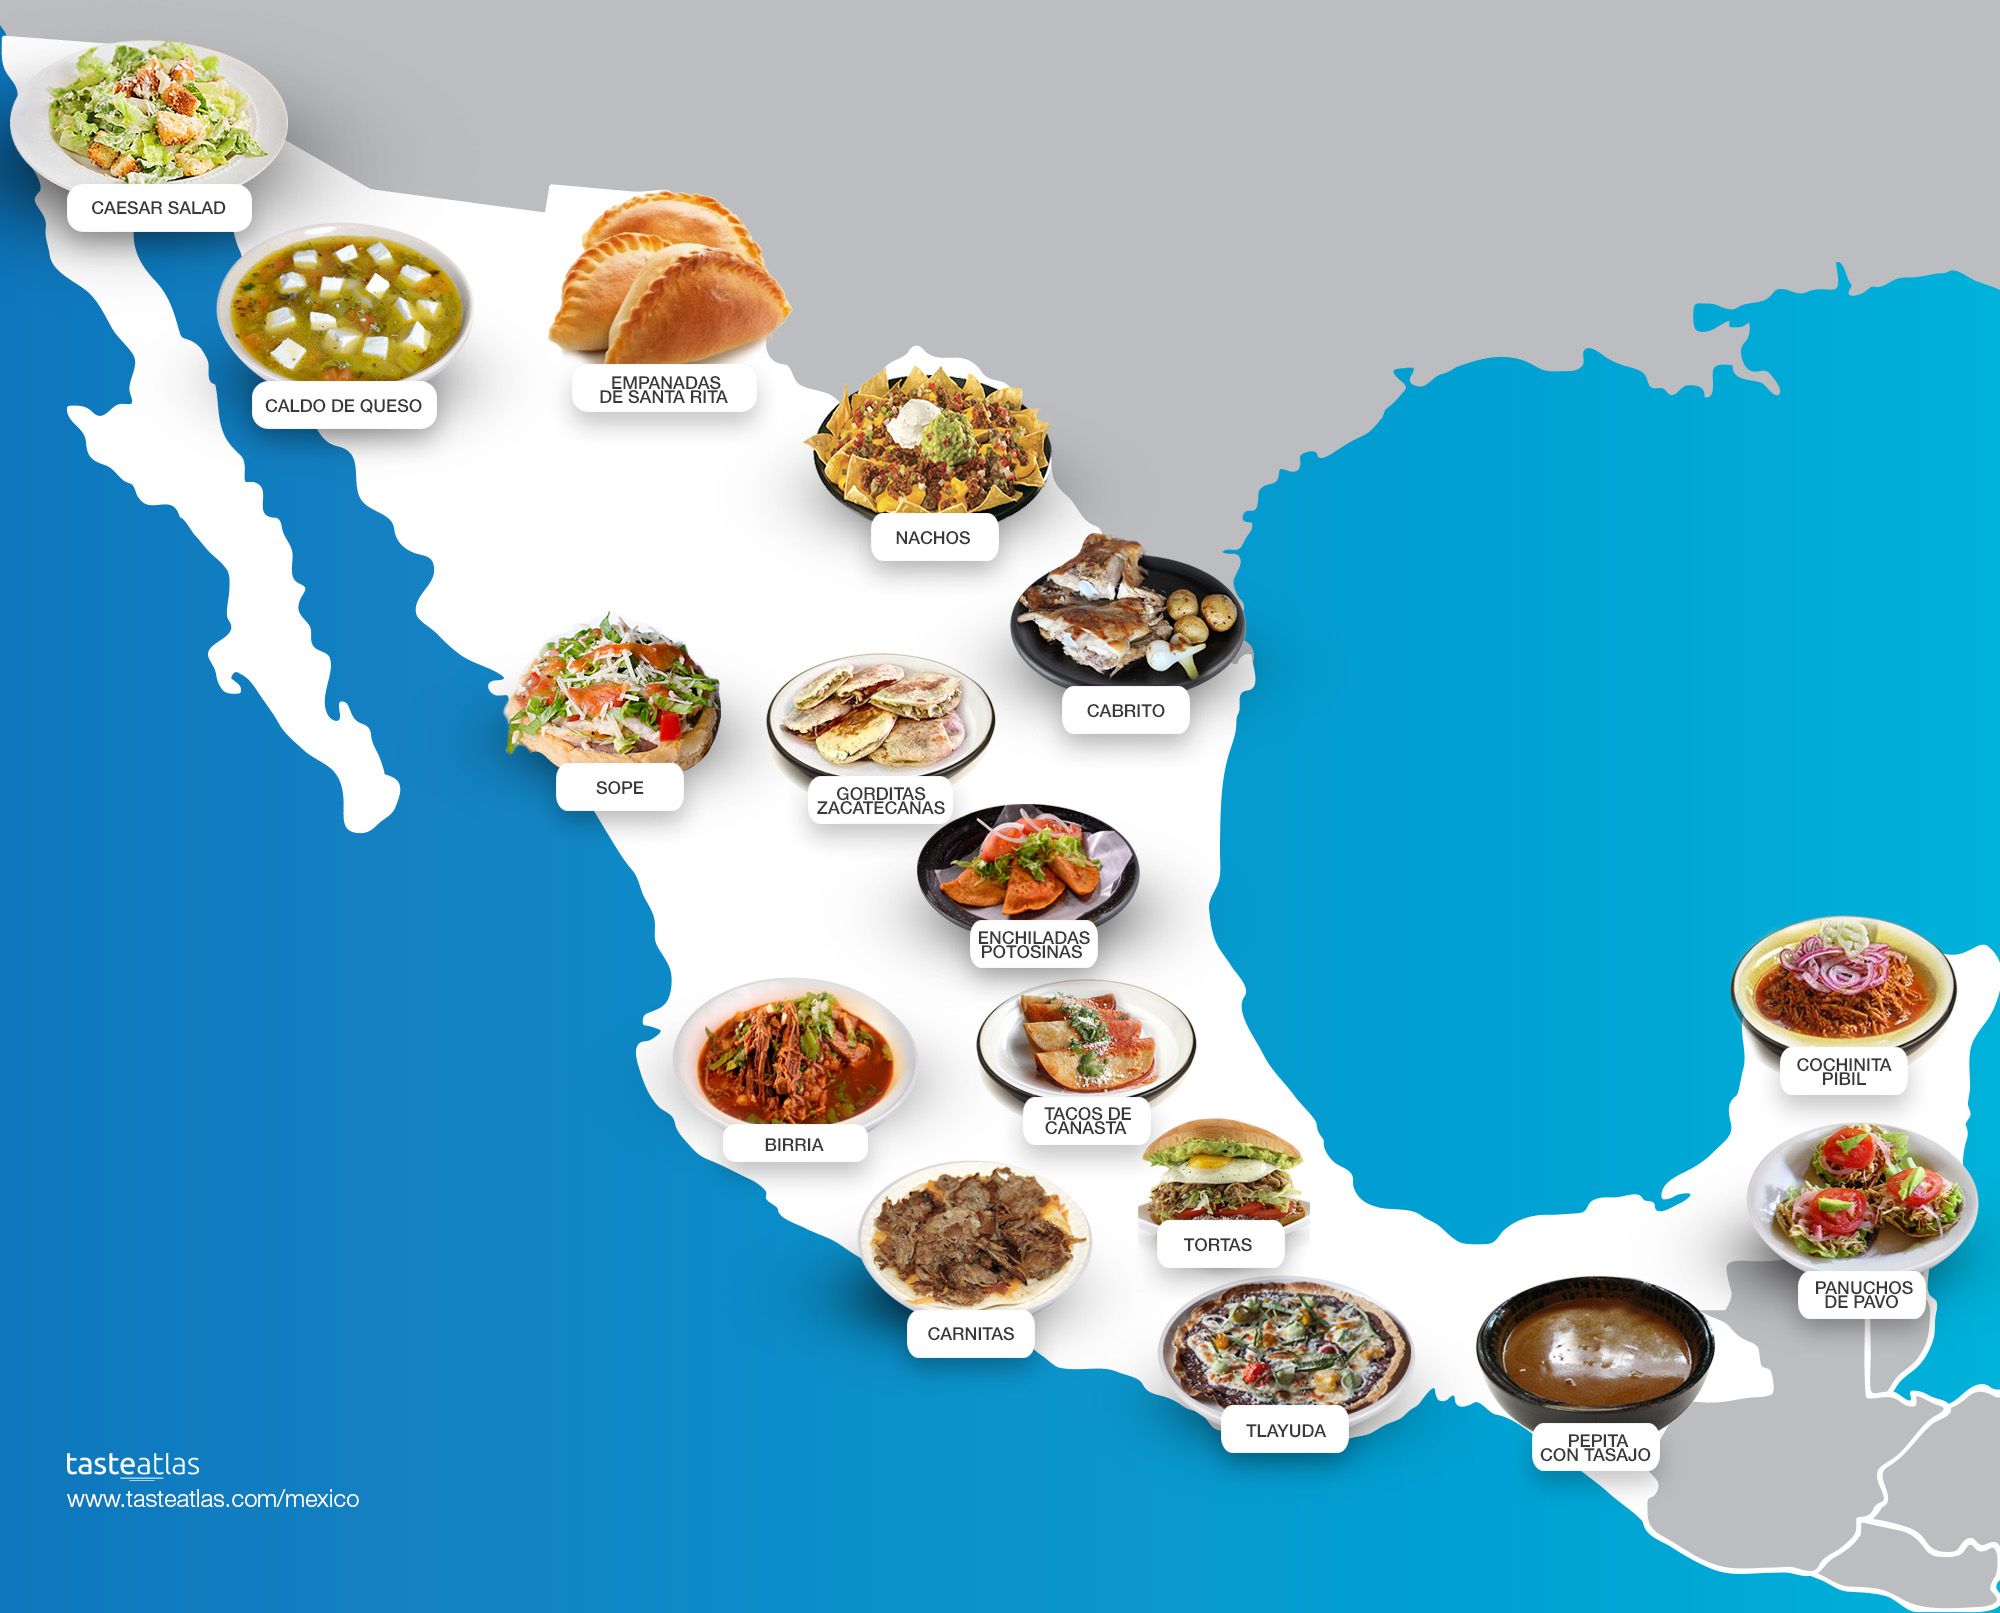 CAESAR SALAD
CALDO DE QUESO
EMPANADAS
DE SANTA RITA
NACHOS
CABRITO
SOPE
GORDITAS
ZACATECANAS
ENCHILADAS
POTOSINAS
COCHINITA
PIBIL
BIRRIA
TACOS DE
CANASTA
TORTAS
PANUCHOS
DE PAVO
CARNITAS
TLAYUDA
PEPITA
CON TASAJO
tasteatlas
www.tasteatlas.com/mexico